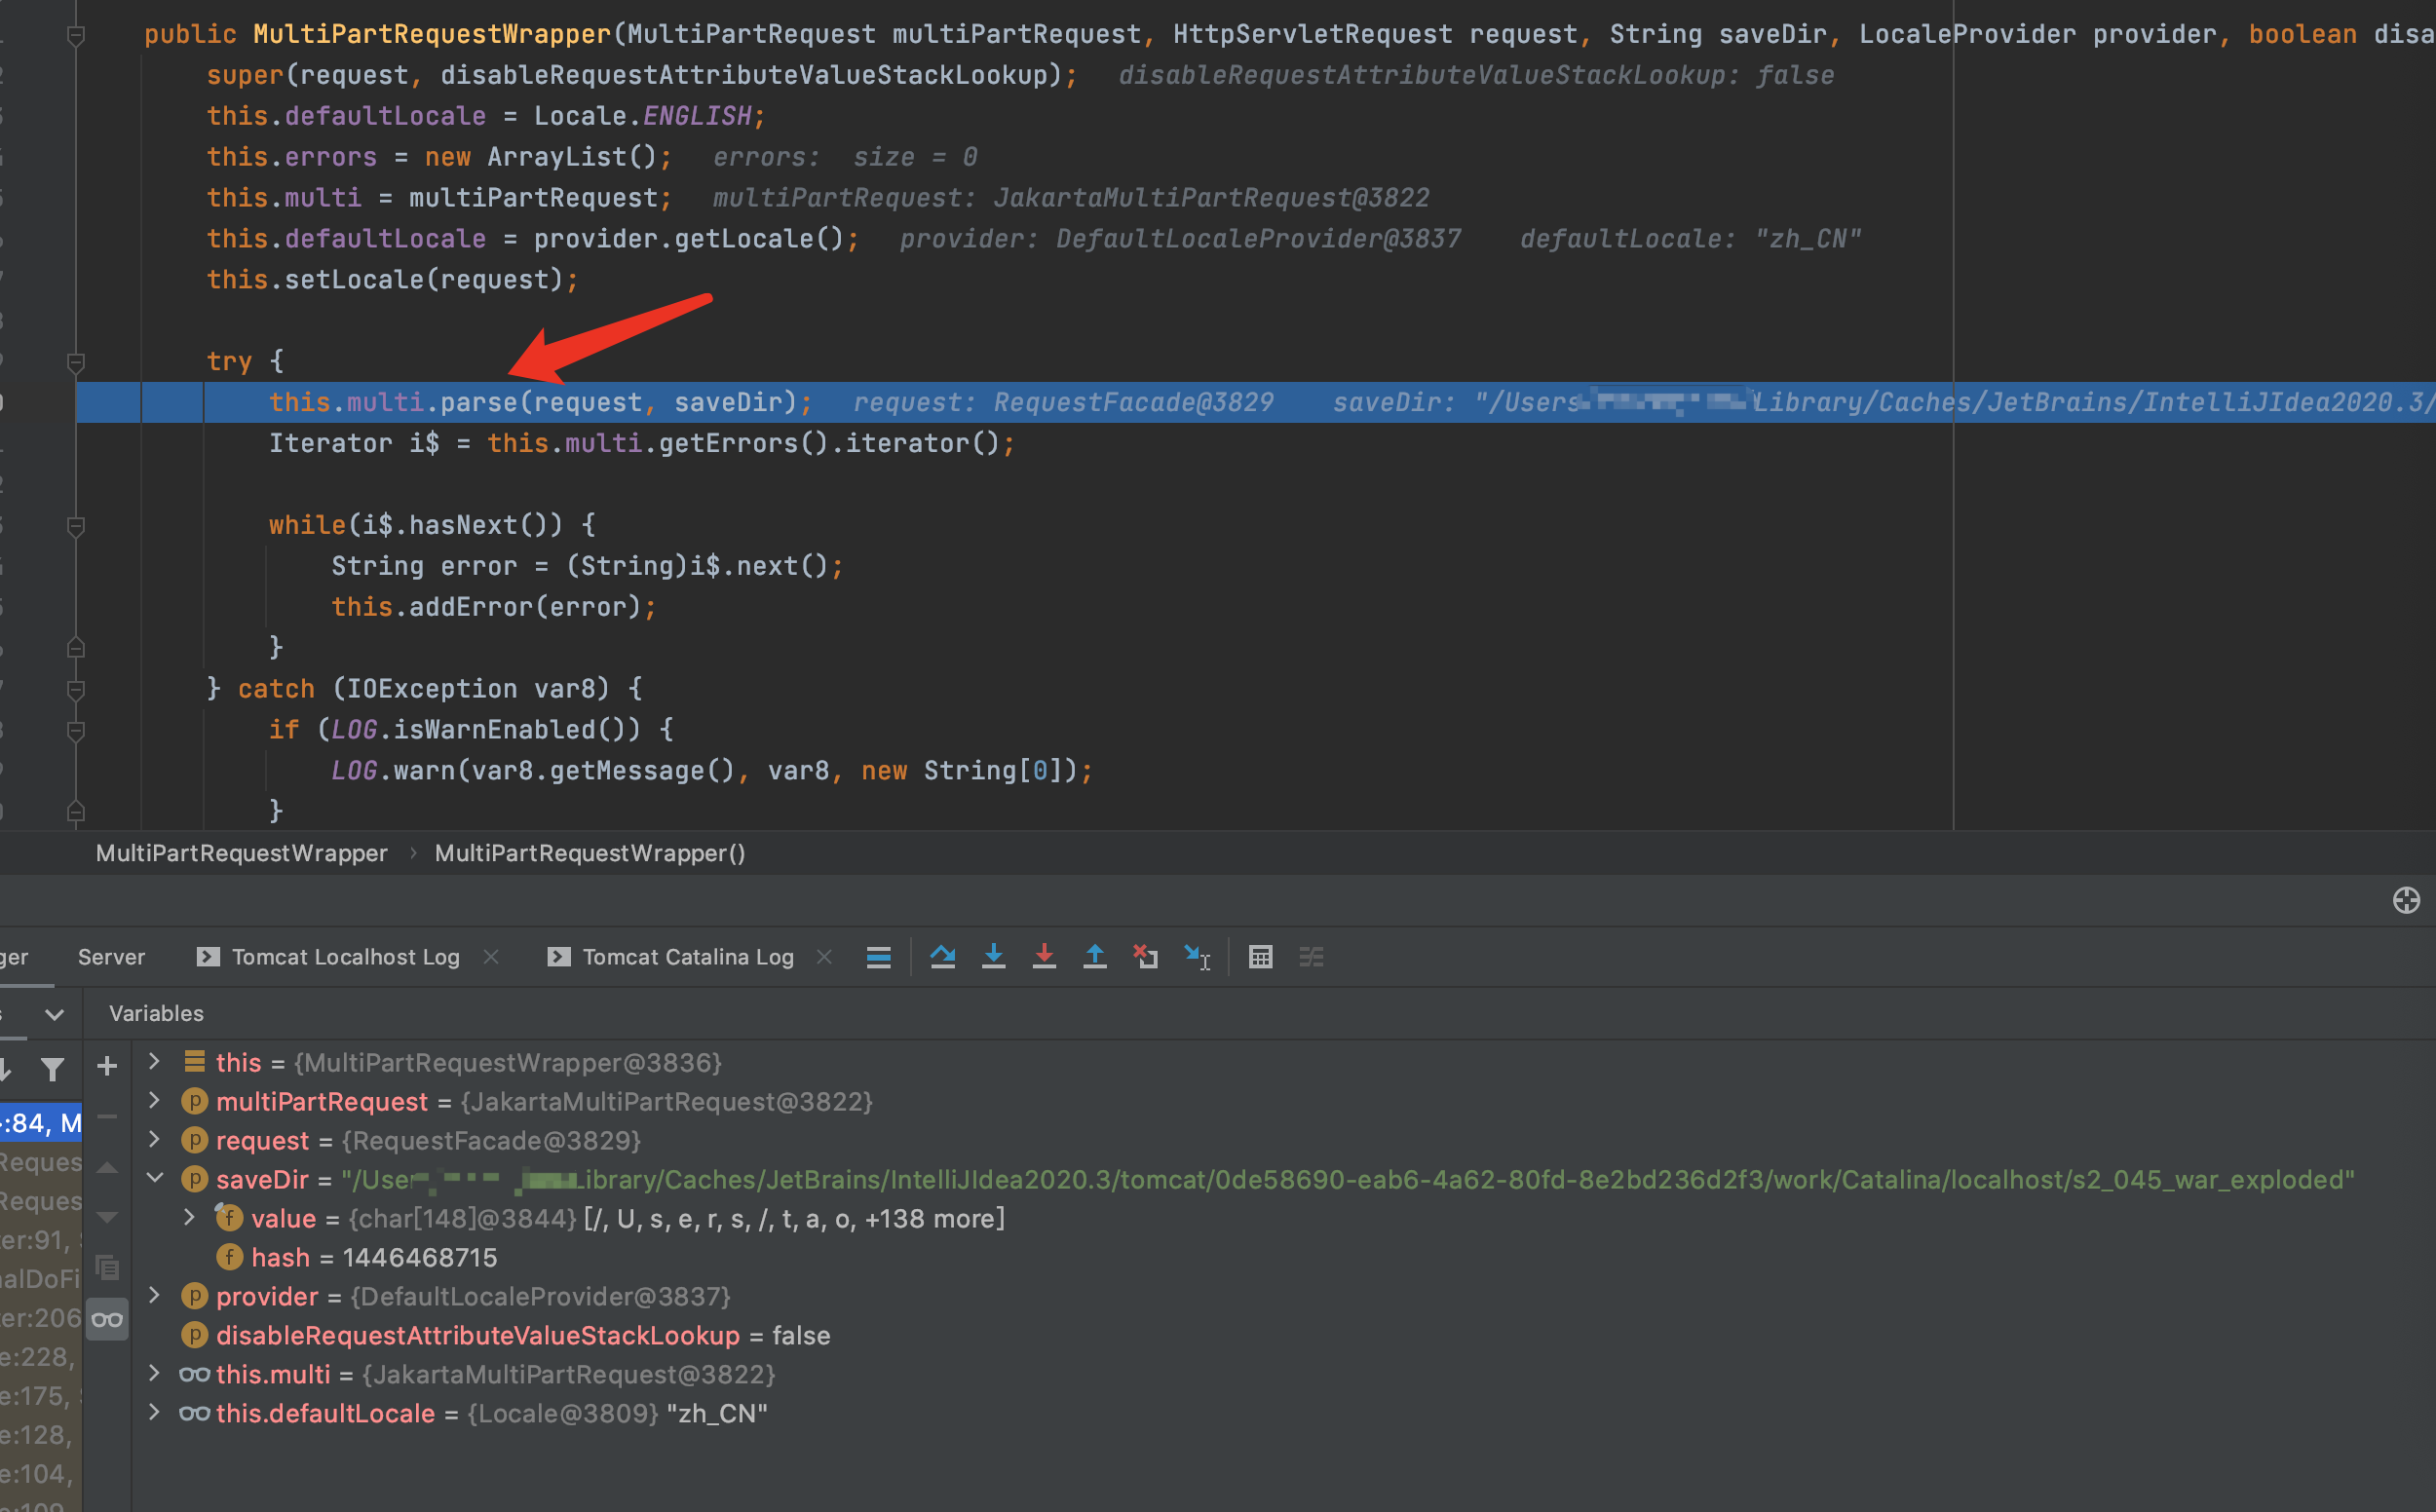 public MultiPartRequestWrapper(MultiPartRequest multiPartRequest, HttpServletRequest request, String saveDir, LocaleProvider provider, boolean disa
super(request, disableRequestAttributeValueStackLookup); disableRequestAttributeValueStackLookup: false
this.defaultLocale = Locale.ENGLISH;
this.errors = new ArrayList(); errors: size = 0
this.multi = multiPartRequest; multiPartRequest: JakartaMultiPartRequest@3822
this.defaultLocale = provider.getLocale(); provider: DefaultLocaleProvider@3837 defaultLocale: "zh_CN"
this.setLocale(request);
try {
this.multi.parse(request, saveDir); request: RequestFacade@3829 saveDir: "/Users Library/Caches/JetBrains/IntelliJIdea2020.3/
Iterator i$ = this.multi.getErrors().iterator();
while(i$.hasNext()) {
String error = (String)i$.next();
this.addError(error);
}
} catch (IOException var8) {
if (LOG.isWarnEnabled()) {
LOG.warn(var8.getMessage(), var8, new String[0]);
}
MultiPartRequestWrapper › MultiPartRequestWrapper()
ger Server Tomcat Localhost Log Tomcat Catalina Log
Variables
this = {MultiPartRequestWrapper@3836}
multiPartRequest = {JakartaMultiPartRequest@3822}
:84, M
request = {RequestFacade@3829}
Reques
saveDir = "/User Library/Caches/JetBrains/IntelliJIdea2020.3/tomcat/0de58690-eab6-4a62-80fd-8e2bd236d2f3/work/Catalina/localhost/s2_045_war_exploded"
Reques
value = {char[148]@3844} [/, U, s, e, r, s, /, t, a, o, +138 more]
ter:91,
hash = 1446468715
alDoFi
provider = {DefaultLocaleProvider@3837}
er:206
disableRequestAttributeValueStackLookup = false
e:228,
this.multi = {JakartaMultiPartRequest@3822}
e:175,
this.defaultLocale = {Locale@3809} "zh_CN"
e:128,
e:104,